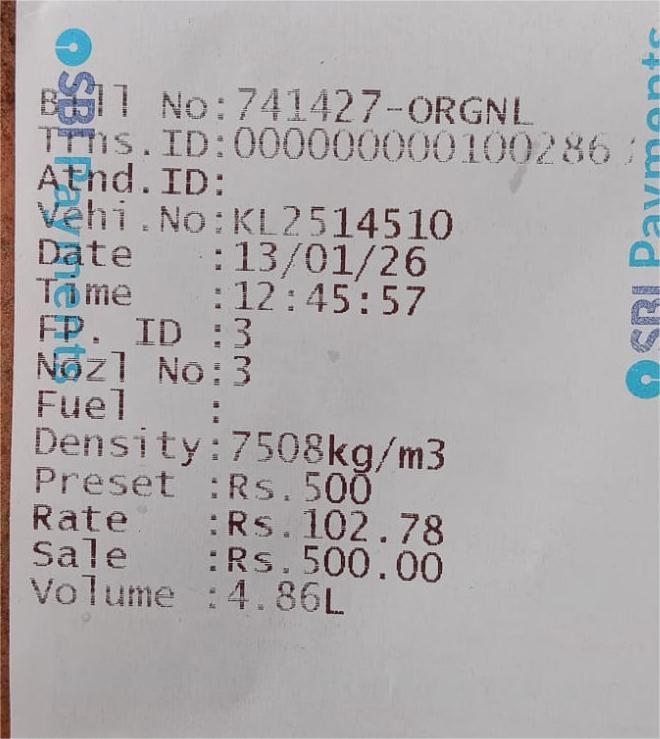 Bill No:741427-ORGNL
Trns.ID:0000000000100286
Atnd.ID:
Vehi.No:KL2514510
Date :13/01/26
Time :12:45:57
FP. ID :3
Nozl No:3
Fuel :
Density:7508kg/m3
Preset :Rs.500
Rate :Rs.102.78
Sale :Rs.500.00
Volume :4.86L
SBI Payments
SBI Payments